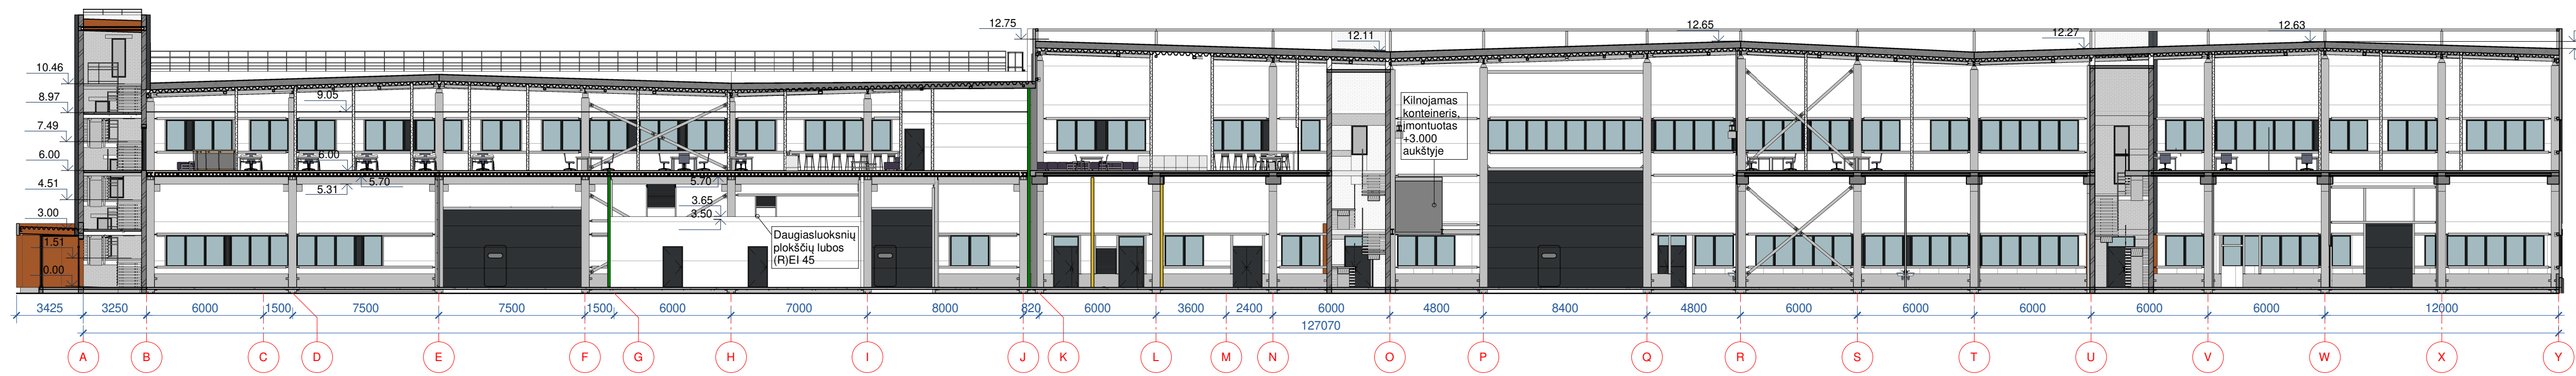 12.75
12.65
12.63
12.11
12.27
10.46
8.97
7.49
6.00
4.51
3.00
1.51
0.00
9.05
6.00
5.70
5.31
5.70
3.65
3.50
Kilnojamas
konteineris,
įmontuotas
+3.000
aukštyje
Daugiasluoksnių
plokščių lubos
(R)EI 45
3425 3250 6000 1500 7500 7500 1500 6000 7000 8000 820 6000 3600 2400 6000 4800 8400 4800 6000 6000 6000 6000 6000 12000
127070
A B C D E F G H I J K L M N O P Q R S T U V W X Y